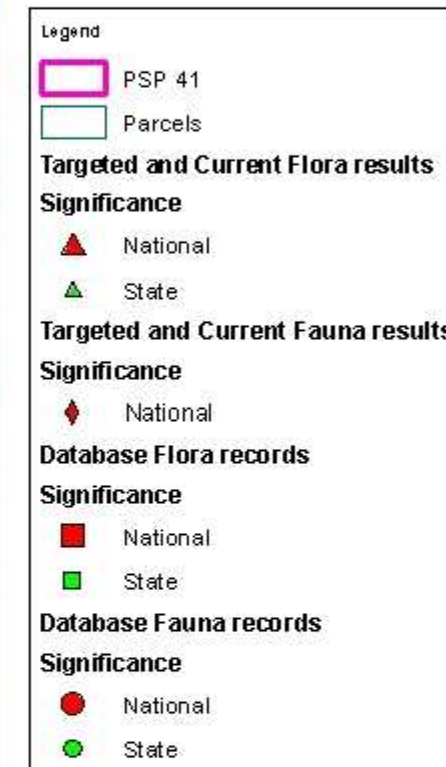 Legend
PSP 41
Parcels
Targeted and Current Flora results
Significance
National
State
Targeted and Current Fauna results
Significance
National
Database Flora records
Significance
National
State
Database Fauna records
Significance
National
State